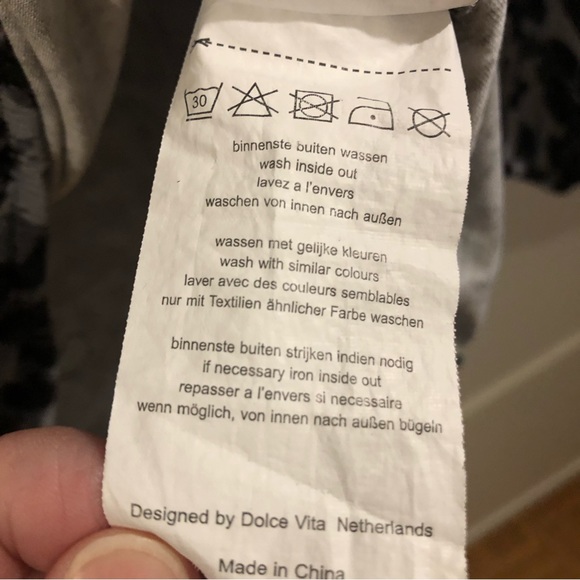 30
binnenste buiten wassen
wash inside out
lavez a l'envers
waschen von innen nach außen
wassen met gelijke kleuren
wash with similar colours
laver avec des couleurs semblables
nur mit Textilien ähnlicher Farbe waschen
binnenste buiten strijken indien nodig
if necessary iron inside out
repasser a l'envers si necessaire
wenn möglich, von innen nach außen bügeln
Designed by Dolce Vita Netherlands
Made in China